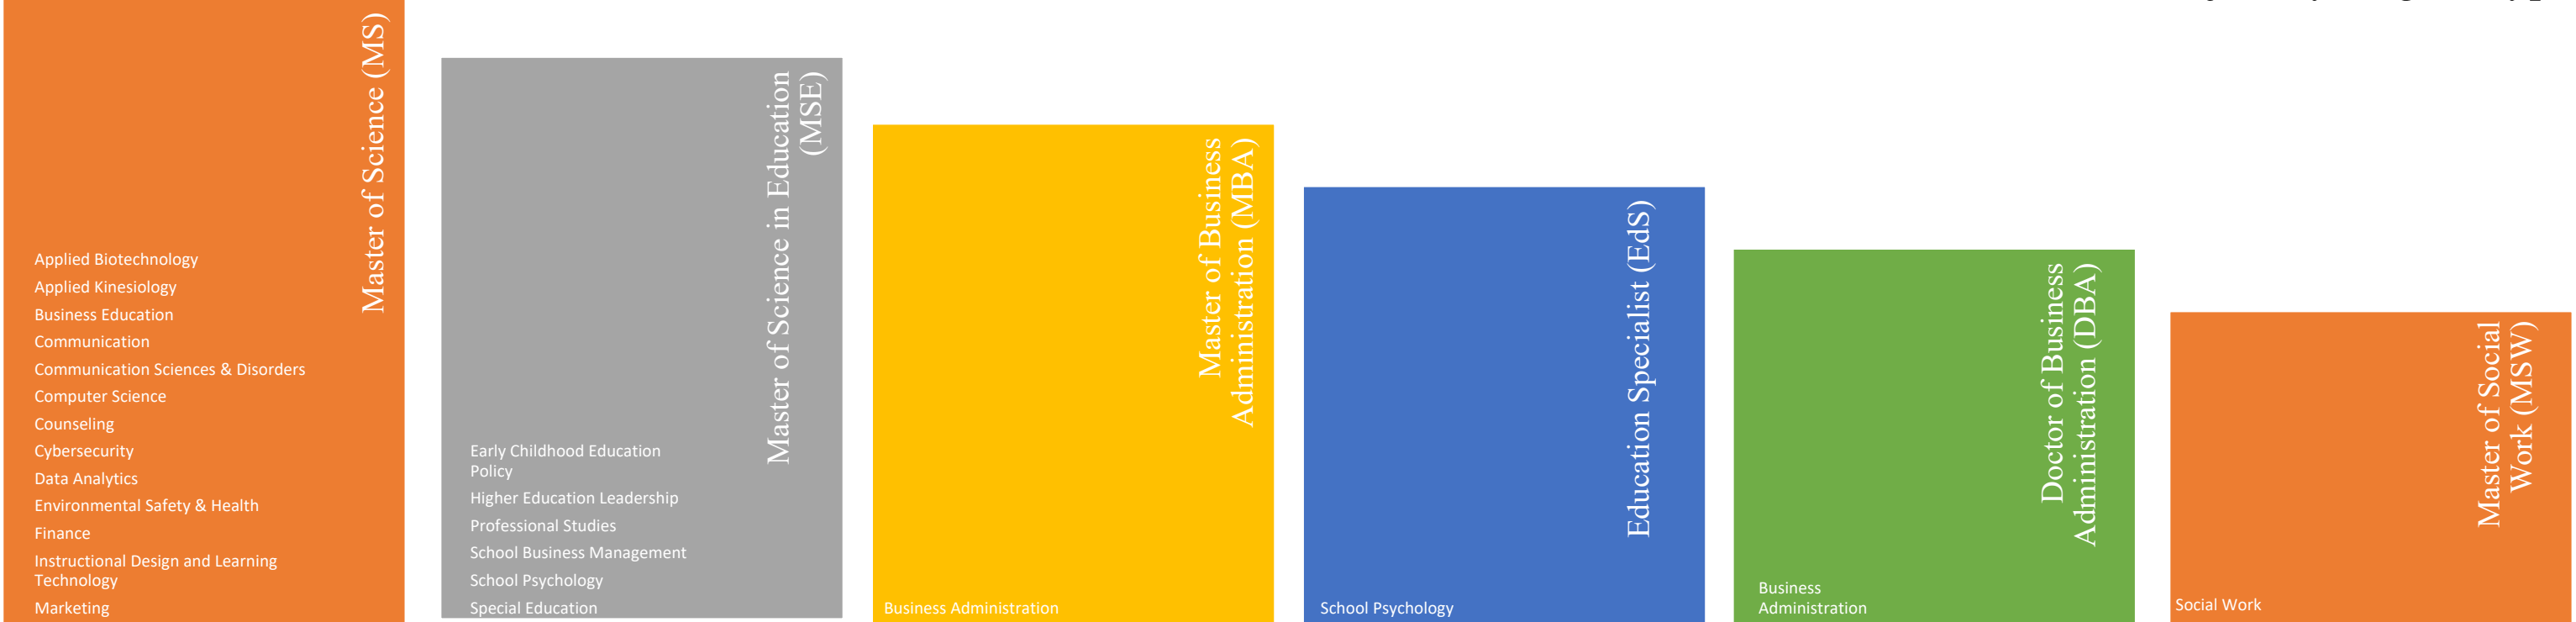 Master of Science (MS)
Applied Biotechnology
Applied Kinesiology
Business Education
Communication
Communication Sciences & Disorders
Computer Science
Counseling
Cybersecurity
Data Analytics
Environmental Safety & Health
Finance
Instructional Design and Learning
Technology
Marketing
Master of Science in Education
(MSE)
Early Childhood Education
Policy
Higher Education Leadership
Professional Studies
School Business Management
School Psychology
Special Education
Master of Business
Administration (MBA)
Business Administration
Education Specialist (EdS)
School Psychology
Doctor of Business
Administration (DBA)
Business
Administration
Master of Social
Work (MSW)
Social Work